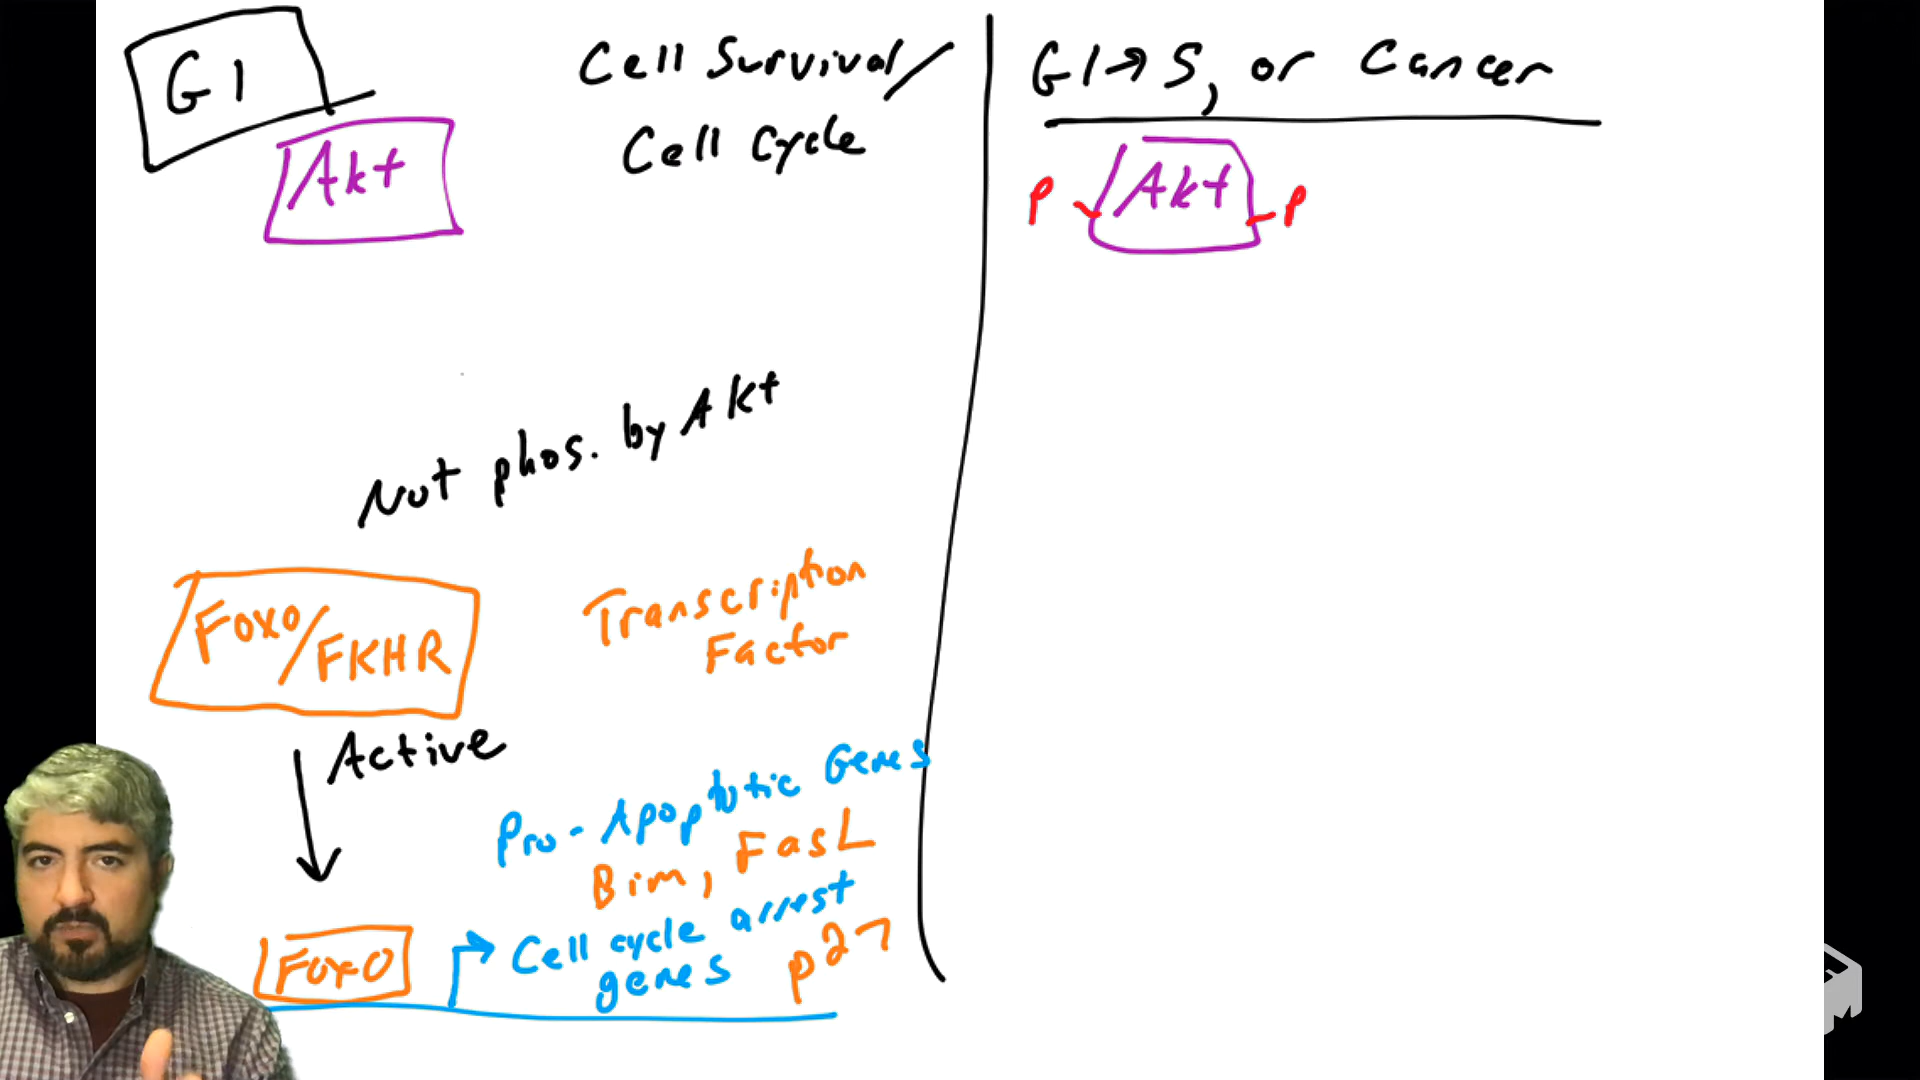 G1
Akt
Cell Survival/
Cell Cycle
Not phos. by Akt
FoxO/FKHR
Transcription
Factor
Active
Pro-Apoptotic Genes
Bim, FasL
FoxO
Cell cycle arrest
genes p27
G1→S, or Cancer
P Akt P
M